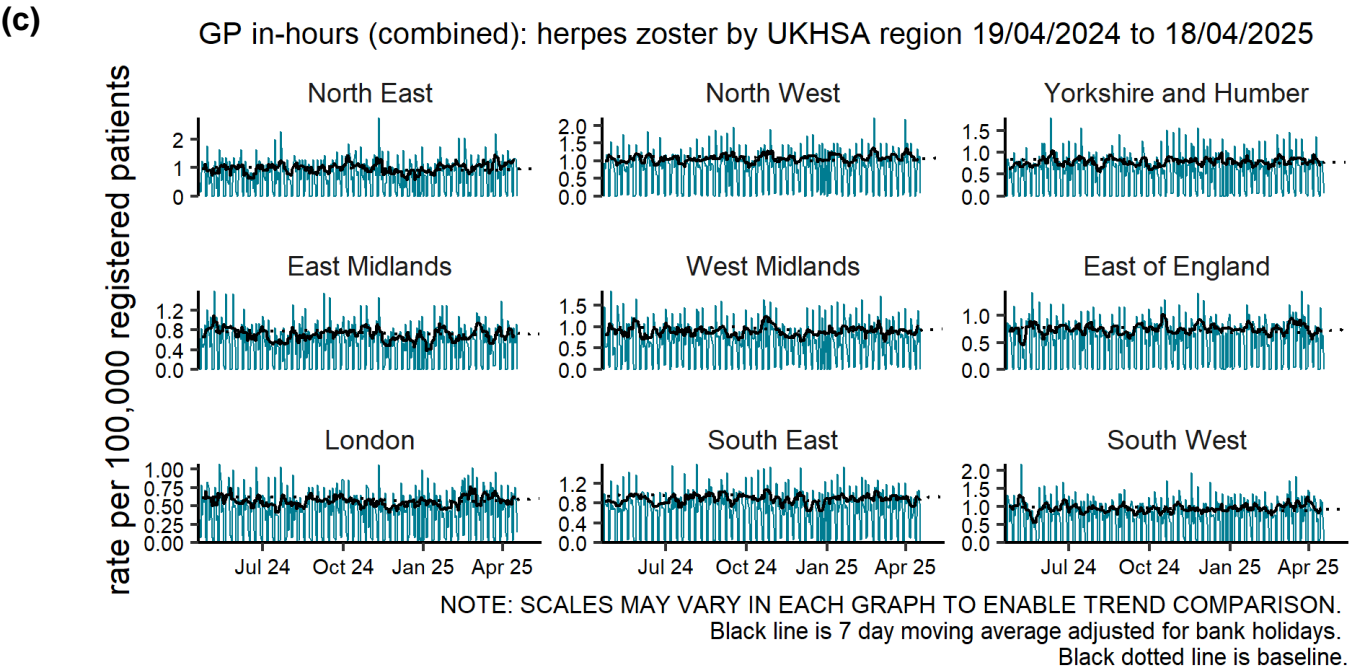 (c)
GP in-hours (combined): herpes zoster by UKHSA region 19/04/2024 to 18/04/2025
rate per 100,000 registered patients
North East
2
1
0
North West
2.0
1.5
1.0
0.5
0.0
Yorkshire and Humber
1.5
1.0
0.5
0.0
East Midlands
1.2
0.8
0.4
0.0
West Midlands
1.5
1.0
0.5
0.0
East of England
1.0
0.5
0.0
London
1.00
0.75
0.50
0.25
0.00
Jul 24 Oct 24 Jan 25 Apr 25
South East
1.2
0.8
0.4
0.0
Jul 24 Oct 24 Jan 25 Apr 25
South West
2.0
1.5
1.0
0.5
0.0
Jul 24 Oct 24 Jan 25 Apr 25
NOTE: SCALES MAY VARY IN EACH GRAPH TO ENABLE TREND COMPARISON.
Black line is 7 day moving average adjusted for bank holidays.
Black dotted line is baseline.